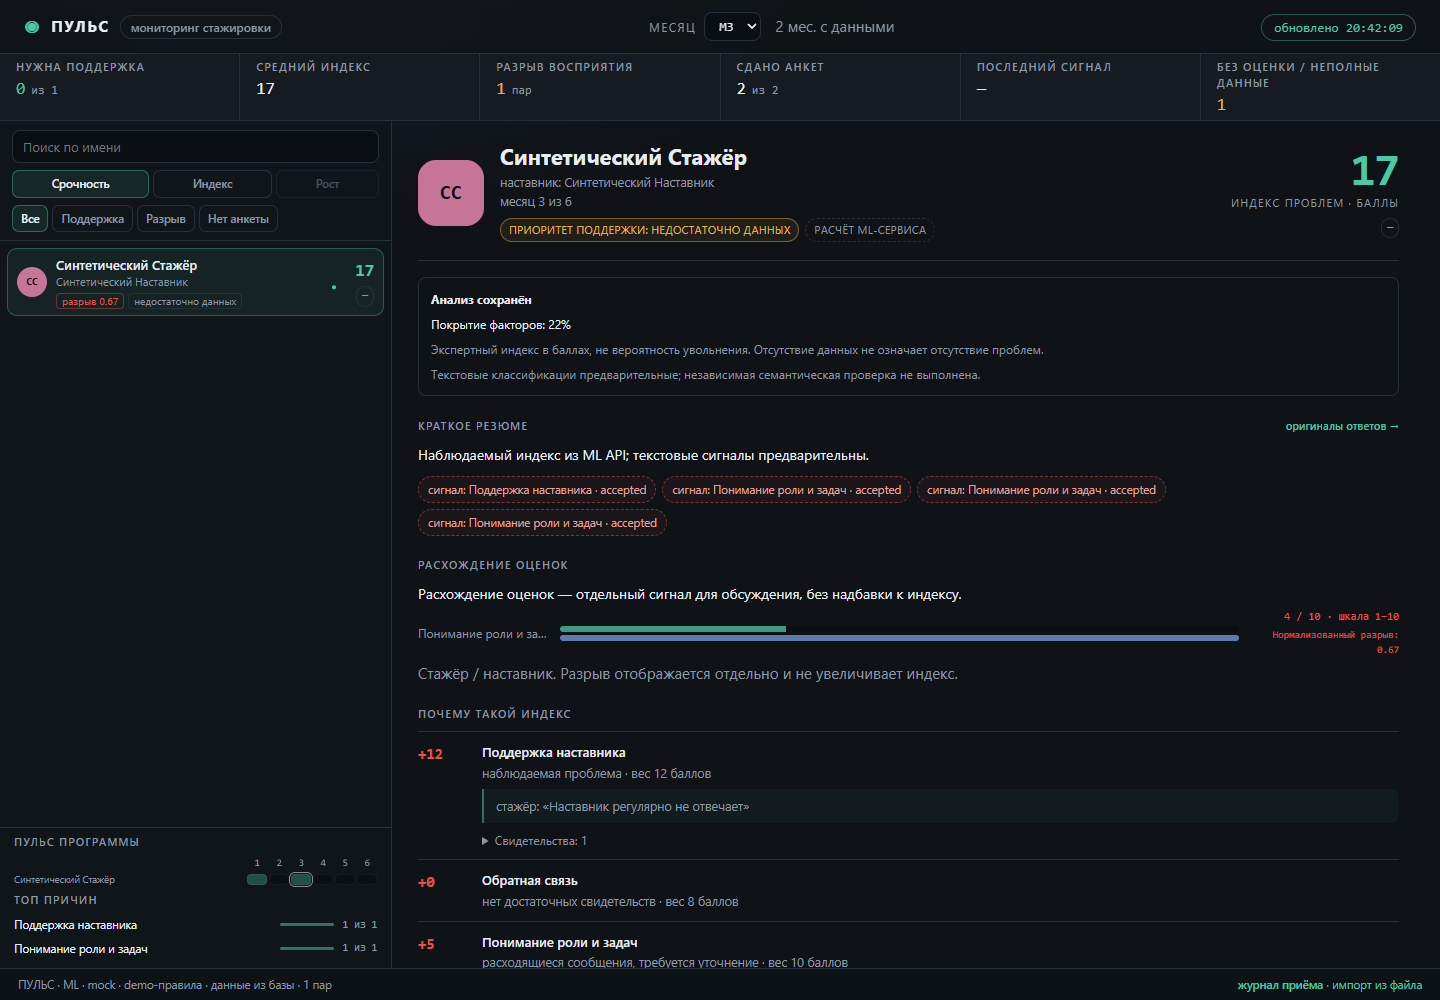 ПУЛЬС
мониторинг стажировки
МЕСЯЦ
М3
2 мес. с данными
обновлено 20:42:09
НУЖНА ПОДДЕРЖКА
0 из 1
СРЕДНИЙ ИНДЕКС
17
РАЗРЫВ ВОСПРИЯТИЯ
1 пар
СДАНО АНКЕТ
2 из 2
ПОСЛЕДНИЙ СИГНАЛ
—
БЕЗ ОЦЕНКИ / НЕПОЛНЫЕ
ДАННЫЕ
1
Поиск по имени
Срочность
Индекс
Рост
Все
Поддержка
Разрыв
Нет анкеты
СС
Синтетический Стажёр
Синтетический Наставник
разрыв 0.67
недостаточно данных
17
—
ПУЛЬС ПРОГРАММЫ
1 2 3 4 5 6
Синтетический Стажёр
ТОП ПРИЧИН
Поддержка наставника
1 из 1
Понимание роли и задач
1 из 1
СС
Синтетический Стажёр
наставник: Синтетический Наставник
месяц 3 из 6
ПРИОРИТЕТ ПОДДЕРЖКИ: НЕДОСТАТОЧНО ДАННЫХ
РАСЧЁТ ML-СЕРВИСА
17
ИНДЕКС ПРОБЛЕМ · БАЛЛЫ
—
Анализ сохранён
Покрытие факторов: 22%
Экспертный индекс в баллах, не вероятность увольнения. Отсутствие данных не означает отсутствие проблем.
Текстовые классификации предварительные; независимая семантическая проверка не выполнена.
КРАТКОЕ РЕЗЮМЕ
оригиналы ответов →
Наблюдаемый индекс из ML API; текстовые сигналы предварительны.
сигнал: Поддержка наставника · accepted
сигнал: Понимание роли и задач · accepted
сигнал: Понимание роли и задач · accepted
сигнал: Понимание роли и задач · accepted
РАСХОЖДЕНИЕ ОЦЕНОК
Расхождение оценок — отдельный сигнал для обсуждения, без надбавки к индексу.
Понимание роли и за...
4 / 10 · шкала 1–10
Нормализованный разрыв:
0.67
Стажёр / наставник. Разрыв отображается отдельно и не увеличивает индекс.
ПОЧЕМУ ТАКОЙ ИНДЕКС
+12
Поддержка наставника
наблюдаемая проблема · вес 12 баллов
стажёр: «Наставник регулярно не отвечает»
▶ Свидетельства: 1
+0
Обратная связь
нет достаточных свидетельств · вес 8 баллов
+5
Понимание роли и задач
расходящиеся сообщения, требуется уточнение · вес 10 баллов
ПУЛЬС · ML · mock · demo-правила · данные из базы · 1 пар
журнал приёма · импорт из файла